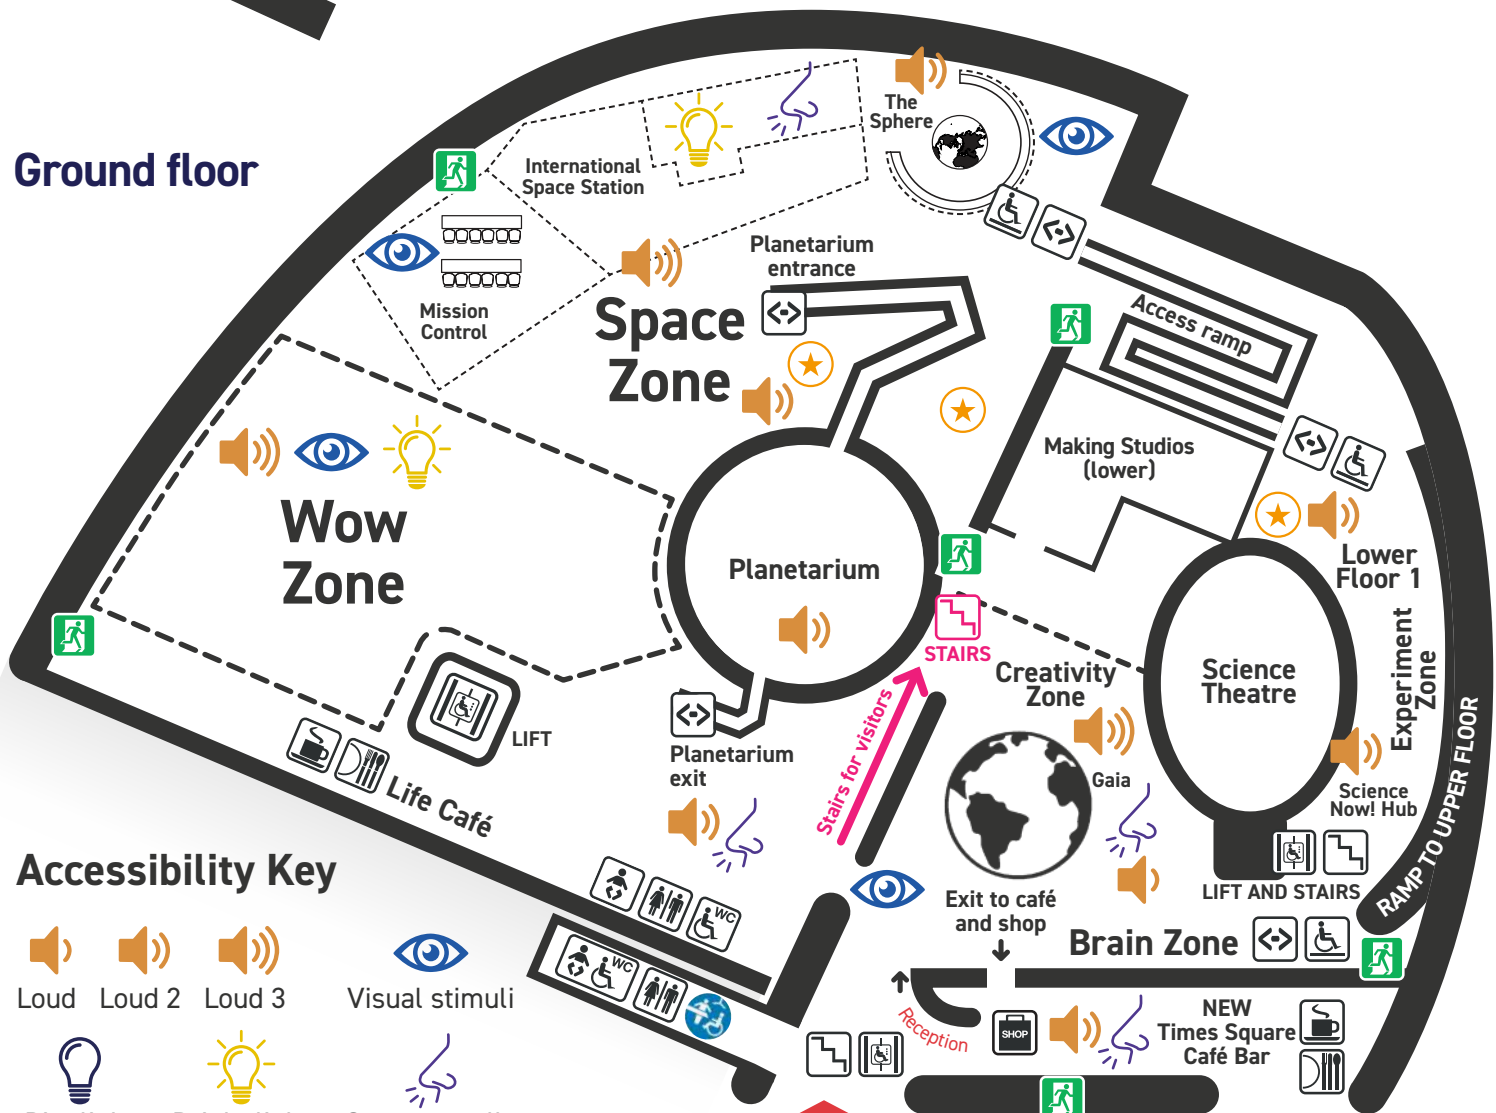 Ground floor
The
Sphere
International
Space Station
Mission
Control
Planetarium
entrance
Space
Zone
Access ramp
Making Studios
(lower)
Wow
Zone
Planetarium
Lower
Floor 1
Experiment
Zone
STAIRS
Stairs for visitors
Creativity
Zone
Science
Theatre
Gaia
Science
Now! Hub
RAMP TO UPPER FLOOR
LIFT
Life Café
Planetarium
exit
LIFT AND STAIRS
Exit to café
and shop
Brain Zone
WC
WC
Reception
SHOP
NEW
Times Square
Café Bar
Accessibility Key
Loud
Loud 2
Loud 3
Visual stimuli